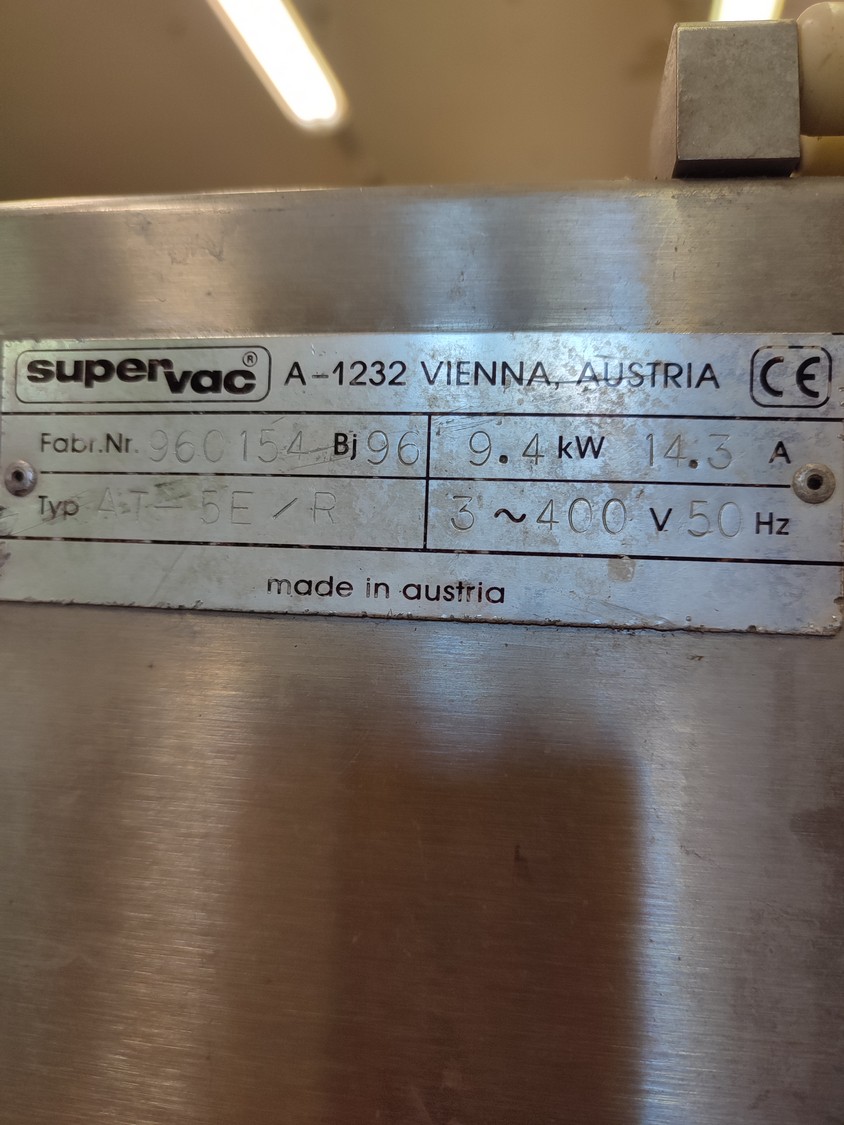 supervac® A-1232 VIENNA, AUSTRIA CE
Fabr.Nr. 960154 Bj 96 9.4 kW 14.3 A
Typ AT-5E/R 3~400 V 50 Hz
made in austria